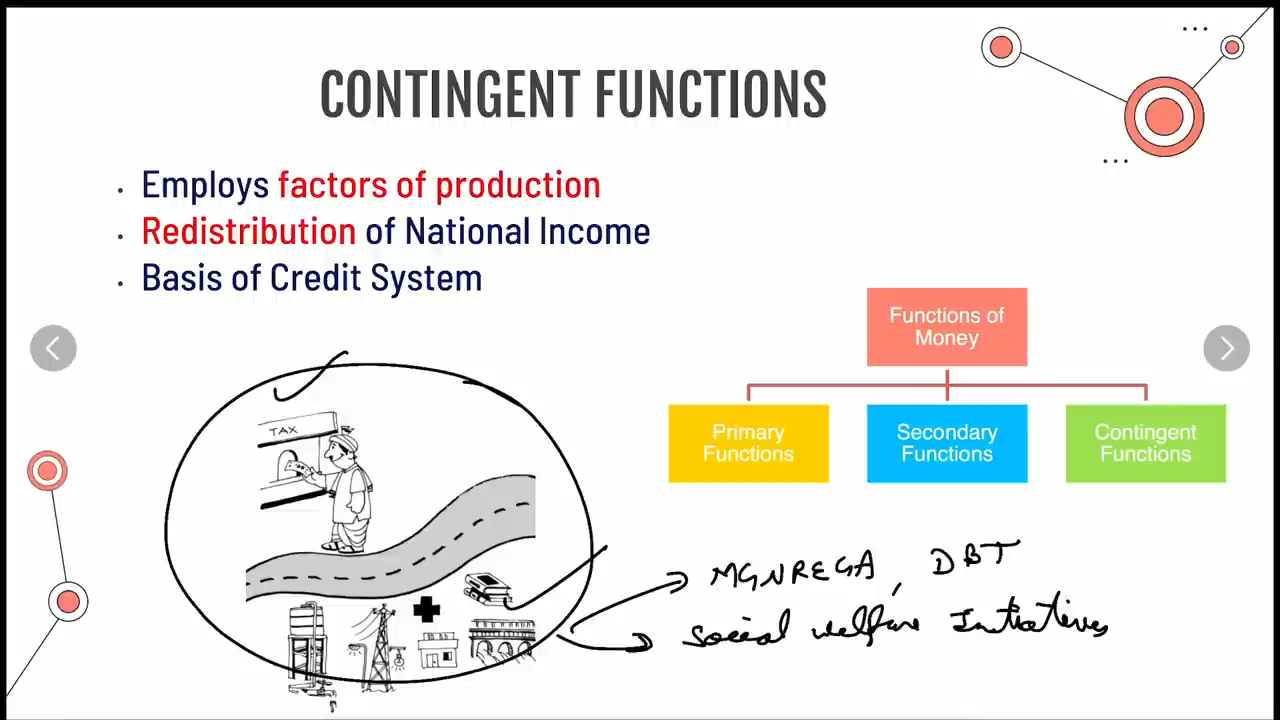 CONTINGENT FUNCTIONS
• Employs factors of production
• Redistribution of National Income
• Basis of Credit System
Functions of
Money
Primary
Functions
Secondary
Functions
Contingent
Functions
TAX
MGNREGA, DBT
Social welfare Initiatives